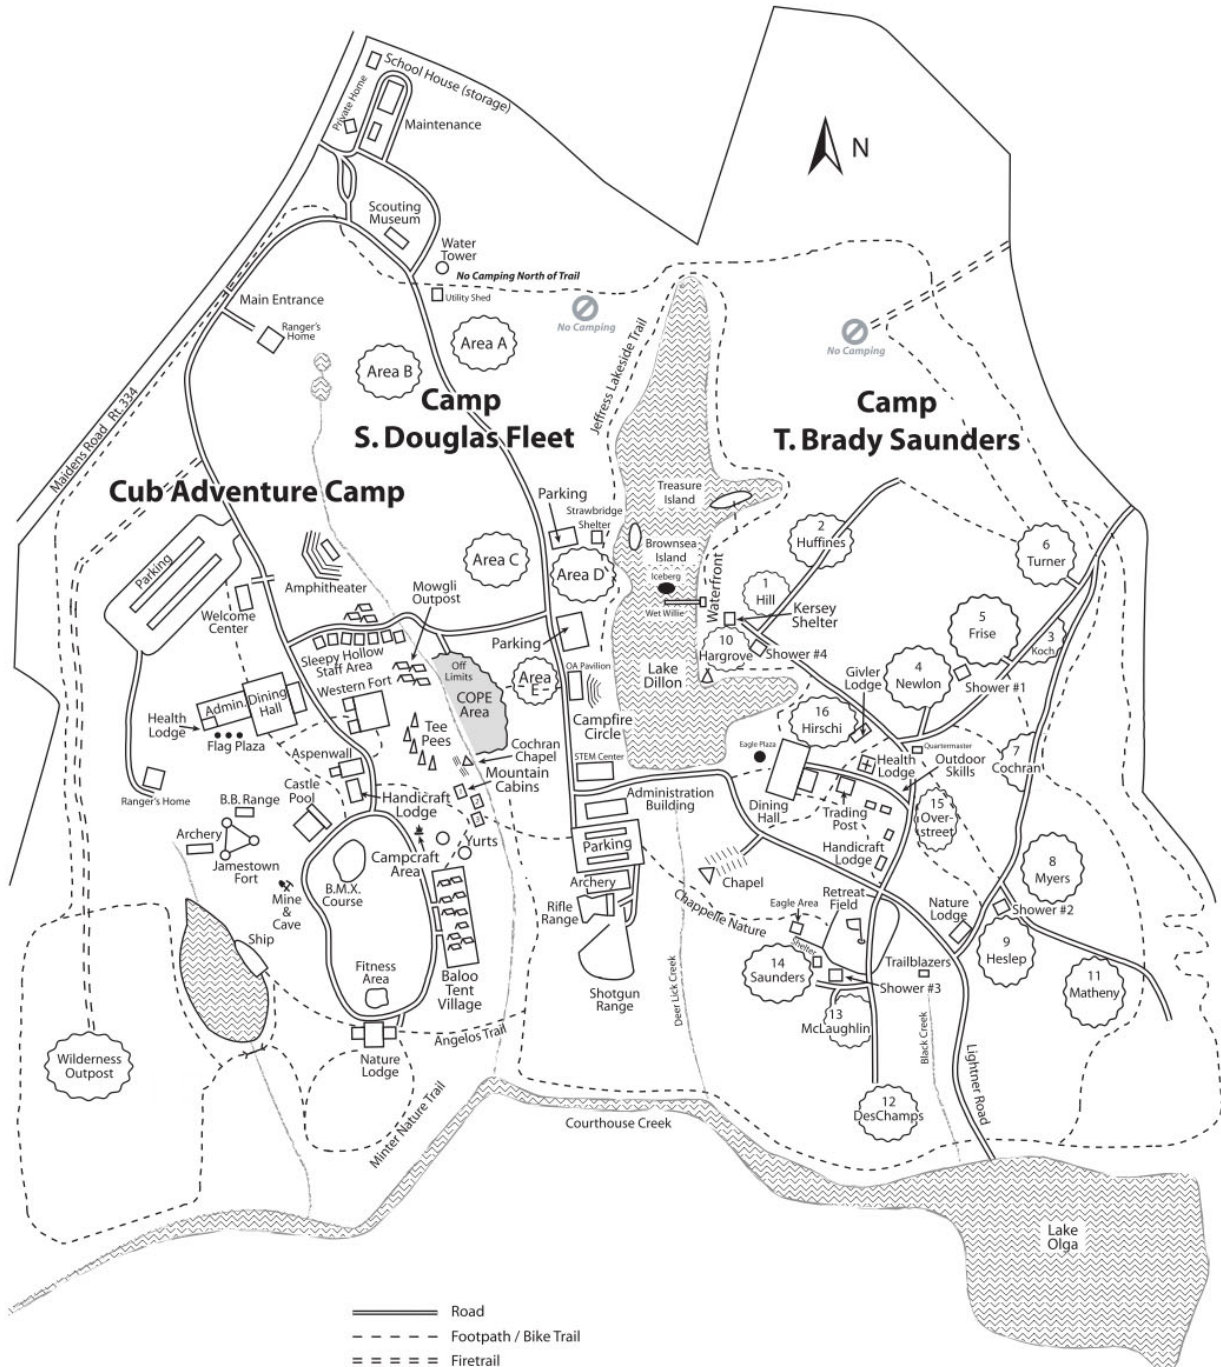 School House (storage)
Private Home
Maintenance
N
Scouting
Museum
Water
Tower
No Camping North of Trail
Utility Shed
Main Entrance
Ranger's
Home
No Camping
No Camping
Area A
Area B
Jeffress Lakeside Trail
Maidens Road Rt.334
Camp
S. Douglas Fleet
Camp
T. Brady Saunders
Cub Adventure Camp
Parking
Parking
Strawbridge
Shelter
Treasure
Island
2
Huffines
6
Turner
Amphitheater
Area C
Area D
Brownsea
Island
Iceberg
Wet Willie
Waterfront
1
Hill
Mowgli
Outpost
Welcome
Center
Kersey
Shelter
5
Frise
3
Koch
Sleepy Hollow
Staff Area
Parking
Off
Limits
COPE
Area
Area
E
OA Pavilion
Lake
Dillon
10
Hargrove
Shower #4
Givler
Lodge
4
Newlon
Shower #1
Western Fort
Admin.
Dining
Hall
Health
Lodge
Flag Plaza
Tee
Pees
Campfire
Circle
16
Hirschi
Quartermaster
Outdoor
Skills
7
Cochran
Aspenwall
Cochran
Chapel
STEM Center
Eagle Plaza
Health
Lodge
Ranger's Home
Castle
Pool
Handicraft
Lodge
Mountain
Cabins
1
2
3
Administration
Building
Dining
Hall
Trading
Post
15
Over-
street
B.B. Range
Archery
Jamestown
Fort
Campcraft
Area
Yurts
Parking
Handicraft
Lodge
8
Myers
B.M.X.
Course
Archery
Chapel
Mine
&
Cave
Rifle
Range
Chappelle Nature
Eagle Area
Retreat
Field
Nature
Lodge
Shower #2
Ship
Shelter
9
Heslep
Fitness
Area
Baloo
Tent
Village
14
Saunders
Trailblazers
Shower #3
11
Matheny
Shotgun
Range
Deer Lick Creek
13
McLaughlin
Angelos Trail
Black Creek
Lightner Road
Wilderness
Outpost
Nature
Lodge
Minter Nature Trail
12
DesChamps
Courthouse Creek
Lake
Olga
Road
Footpath / Bike Trail
Firetrail